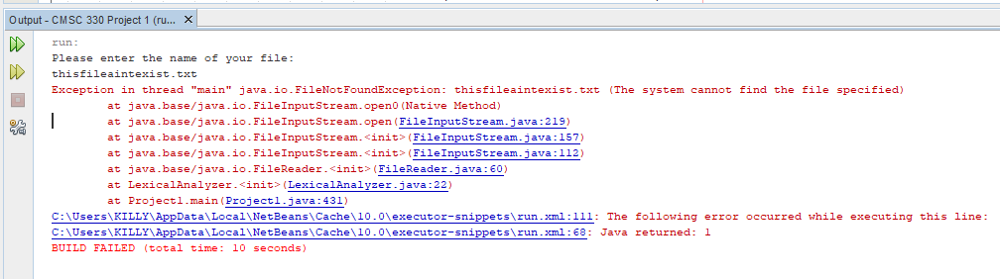 Output - CMSC 330 Project 1 (ru...
run:
Please enter the name of your file:
thisfileaintexist.txt
Exception in thread "main" java.io.FileNotFoundException: thisfileaintexist.txt (The system cannot find the file specified)
at java.base/java.io.FileInputStream.open0(Native Method)
at java.base/java.io.FileInputStream.open(FileInputStream.java:219)
at java.base/java.io.FileInputStream.<init>(FileInputStream.java:157)
at java.base/java.io.FileInputStream.<init>(FileInputStream.java:112)
at java.base/java.io.FileReader.<init>(FileReader.java:60)
at LexicalAnalyzer.<init>(LexicalAnalyzer.java:22)
at Project1.main(Project1.java:431)
C:\Users\KILLY\AppData\Local\NetBeans\Cache\10.0\executor-snippets\run.xml:111: The following error occurred while executing this line:
C:\Users\KILLY\AppData\Local\NetBeans\Cache\10.0\executor-snippets\run.xml:68: Java returned: 1
BUILD FAILED (total time: 10 seconds)